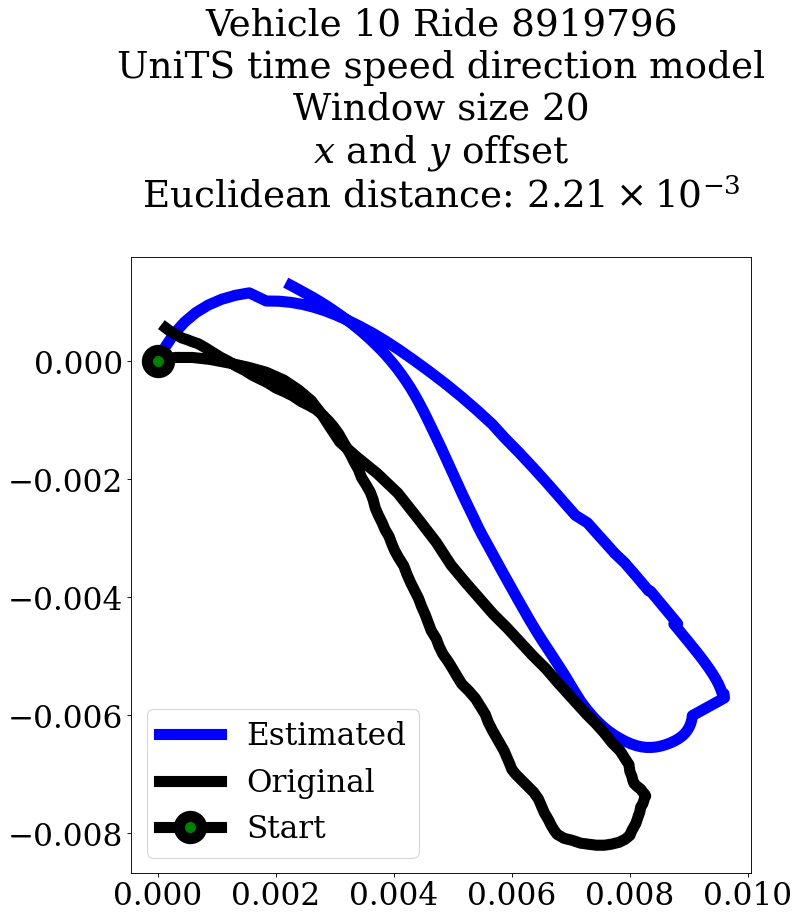 Vehicle 10 Ride 8919796
UniTS time speed direction model
Window size 20
x and y offset
Euclidean distance: 2.21 × 10⁻³
0.000
−0.002
−0.004
−0.006
−0.008
Estimated
Original
Start
0.000 0.002 0.004 0.006 0.008 0.010